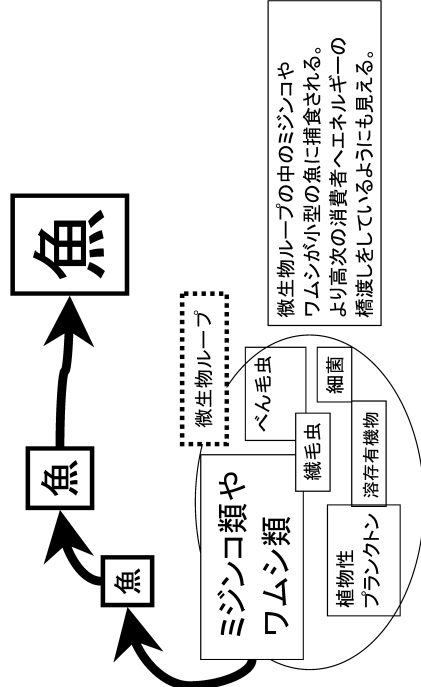 微生物ループの中のミジンコや
ワムシが小型の魚に捕食される。
より高次の消費者へエネルギーの
橋渡しをしているようにも見える。
魚
魚
魚
微生物ループ
ミジンコ類や
ワムシ類
べん毛虫
繊毛虫
細菌
溶存有機物
植物性
プランクトン